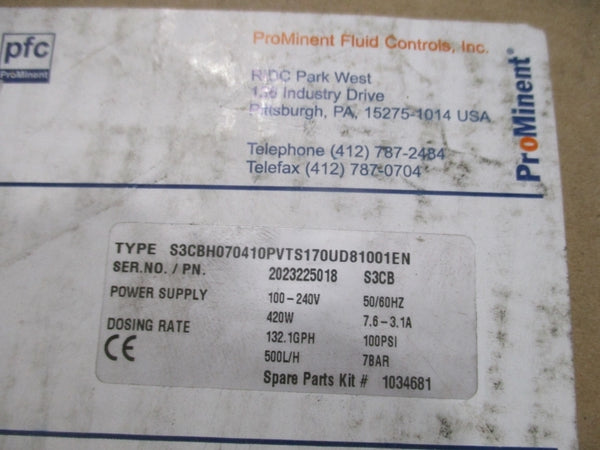 pfc
ProMinent
ProMinent Fluid Controls, Inc.
RIDC Park West
Industry Drive
Pittsburgh, PA, 15275-1014 USA
Telephone (412) 787-2484
Telefax (412) 787-0704
ProMinent®
TYPE S3CBH070410PVTS170UD81001EN
SER.NO. / PN. 2023225018 S3CB
POWER SUPPLY 100-240V 50/60HZ
420W 7.6-3.1A
DOSING RATE 132.1GPH 100PSI
CE 500L/H 7BAR
Spare Parts Kit # 1034681